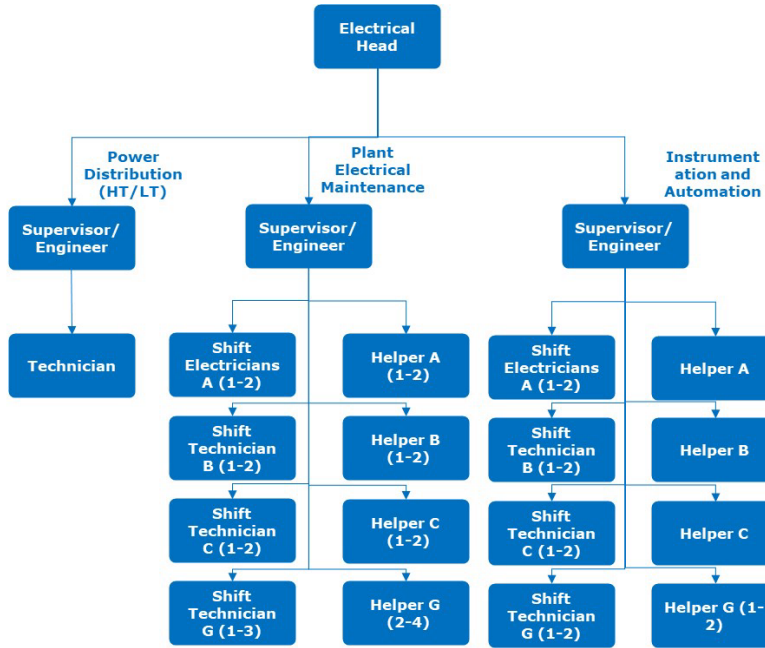 Electrical
Head
Power
Distribution
(HT/LT)
Plant
Electrical
Maintenance
Instrument
ation and
Automation
Supervisor/
Engineer
Supervisor/
Engineer
Supervisor/
Engineer
Technician
Shift
Electricians
A (1-2)
Helper A
(1-2)
Shift
Electricians
A (1-2)
Helper A
Shift
Technician
B (1-2)
Helper B
(1-2)
Shift
Technician
B (1-2)
Helper B
Shift
Technician
C (1-2)
Helper C
(1-2)
Shift
Technician
C (1-2)
Helper C
Shift
Technician
G (1-3)
Helper G
(2-4)
Shift
Technician
G (1-2)
Helper G (1-
2)